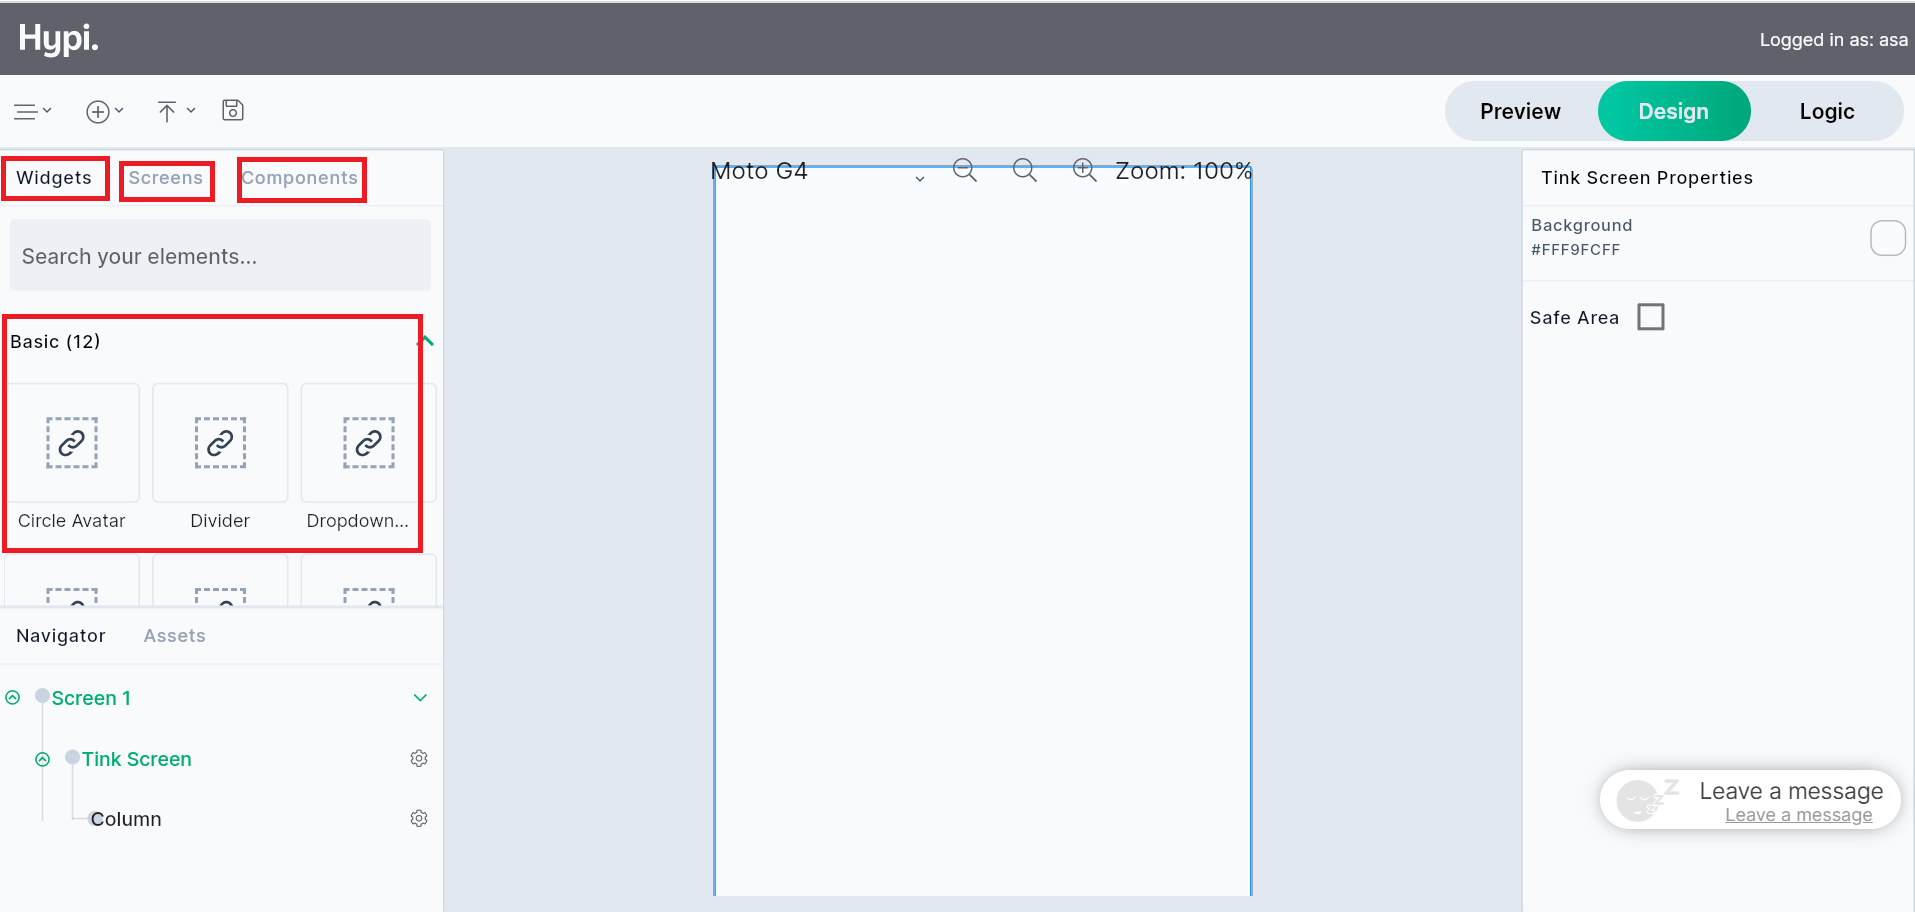 Hypi.
Logged in as: asa
Preview
Design
Logic
Widgets
Screens
Components
Moto G4
Zoom: 100%
Tink Screen Properties
Search your elements...
Background
#FFF9FCFF
Safe Area
Basic (12)
Circle Avatar
Divider
Dropdown...
Navigator
Assets
Screen 1
Tink Screen
Column
Leave a message
Leave a message